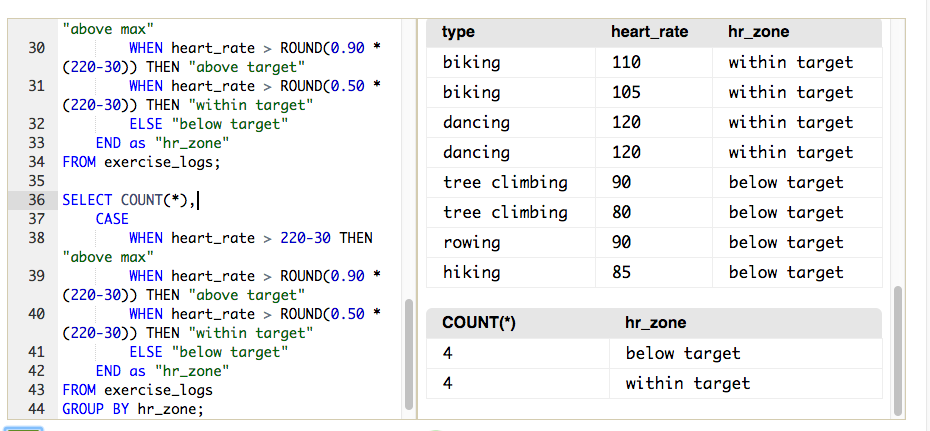 "above max"
30 WHEN heart_rate > ROUND(0.90 *
(220-30)) THEN "above target"
31 WHEN heart_rate > ROUND(0.50 *
(220-30)) THEN "within target"
32 ELSE "below target"
33 END as "hr_zone"
34 FROM exercise_logs;
35
36 SELECT COUNT(*),
37 CASE
38 WHEN heart_rate > 220-30 THEN
"above max"
39 WHEN heart_rate > ROUND(0.90 *
(220-30)) THEN "above target"
40 WHEN heart_rate > ROUND(0.50 *
(220-30)) THEN "within target"
41 ELSE "below target"
42 END as "hr_zone"
43 FROM exercise_logs
44 GROUP BY hr_zone;
type heart_rate hr_zone
biking 110 within target
biking 105 within target
dancing 120 within target
dancing 120 within target
tree climbing 90 below target
tree climbing 80 below target
rowing 90 below target
hiking 85 below target
COUNT(*) hr_zone
4 below target
4 within target